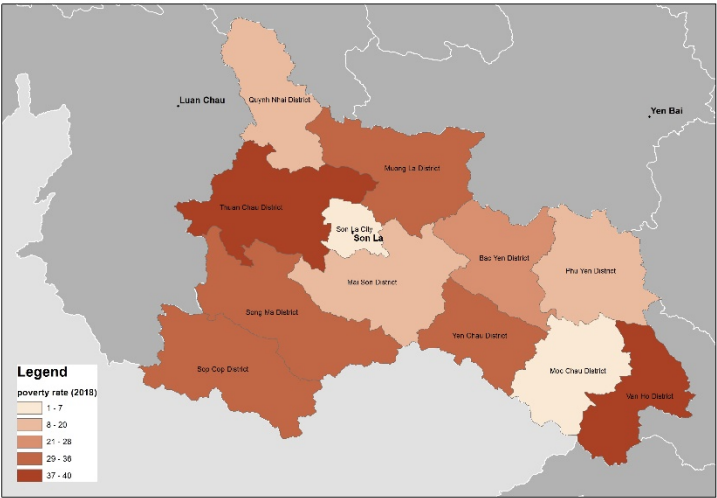 Luan Chau
Quynh Nhai District
Yen Bai
Muong La District
Thuan Chau District
Son La City
Son La
Bac Yen District
Phu Yen District
Mai Son District
Song Ma District
Yen Chau District
Sop Cop District
Moc Chau District
Van Ho District
Legend
poverty rate (2018)
1 - 7
8 - 20
21 - 28
29 - 36
37 - 40